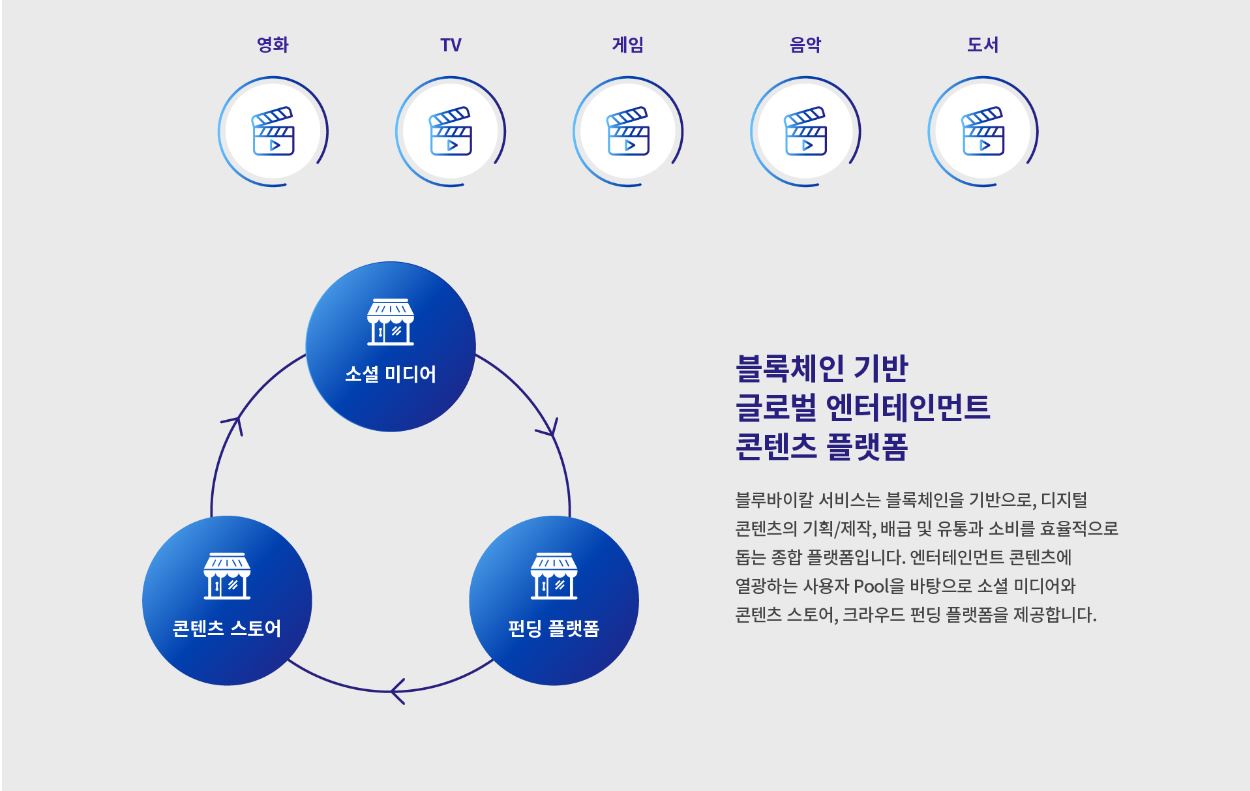 영화
TV
게임
음악
도서
소셜 미디어
콘텐츠 스토어
펀딩 플랫폼
블록체인 기반
글로벌 엔터테인먼트
콘텐츠 플랫폼
블루바이칼 서비스는 블록체인을 기반으로, 디지털
콘텐츠의 기획/제작, 배급 및 유통과 소비를 효율적으로
돕는 종합 플랫폼입니다. 엔터테인먼트 콘텐츠에
열광하는 사용자 Pool을 바탕으로 소셜 미디어와
콘텐츠 스토어, 크라우드 펀딩 플랫폼을 제공합니다.